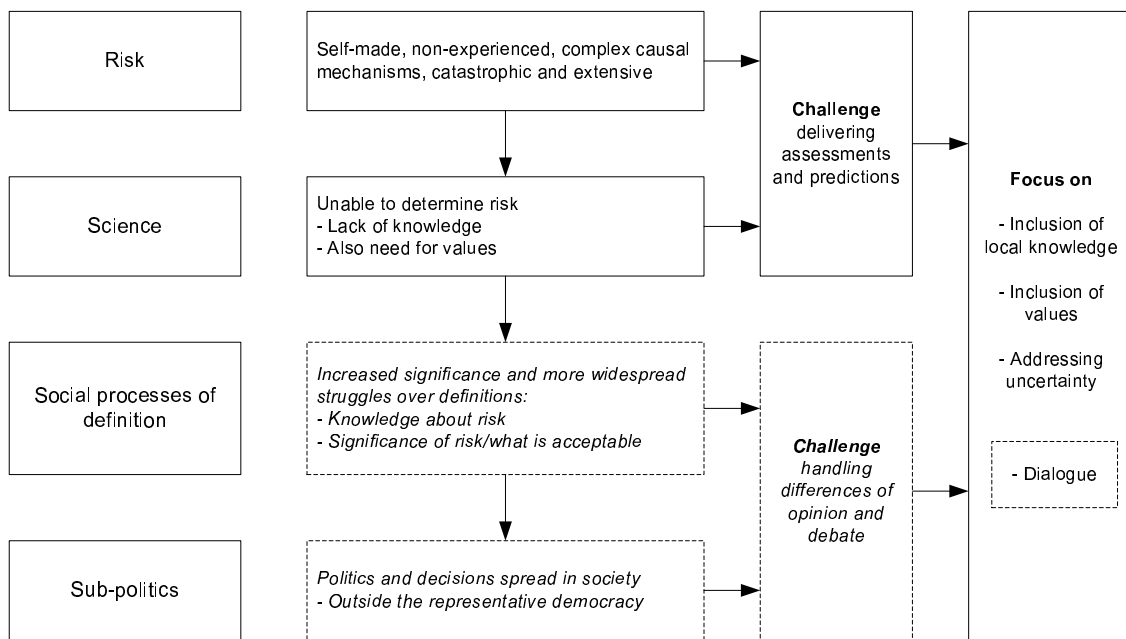 Risk
Self-made, non-experienced, complex causal
mechanisms, catastrophic and extensive
Challenge
delivering
assessments
and predictions
Science
Unable to determine risk
- Lack of knowledge
- Also need for values
Focus on
- Inclusion of
local knowledge
- Inclusion of
values
- Addressing
uncertainty
- Dialogue
Social processes of
definition
Increased significance and more widespread
struggles over definitions:
- Knowledge about risk
- Significance of risk/what is acceptable
Challenge
handling
differences of
opinion and
debate
Sub-politics
Politics and decisions spread in society
- Outside the representative democracy